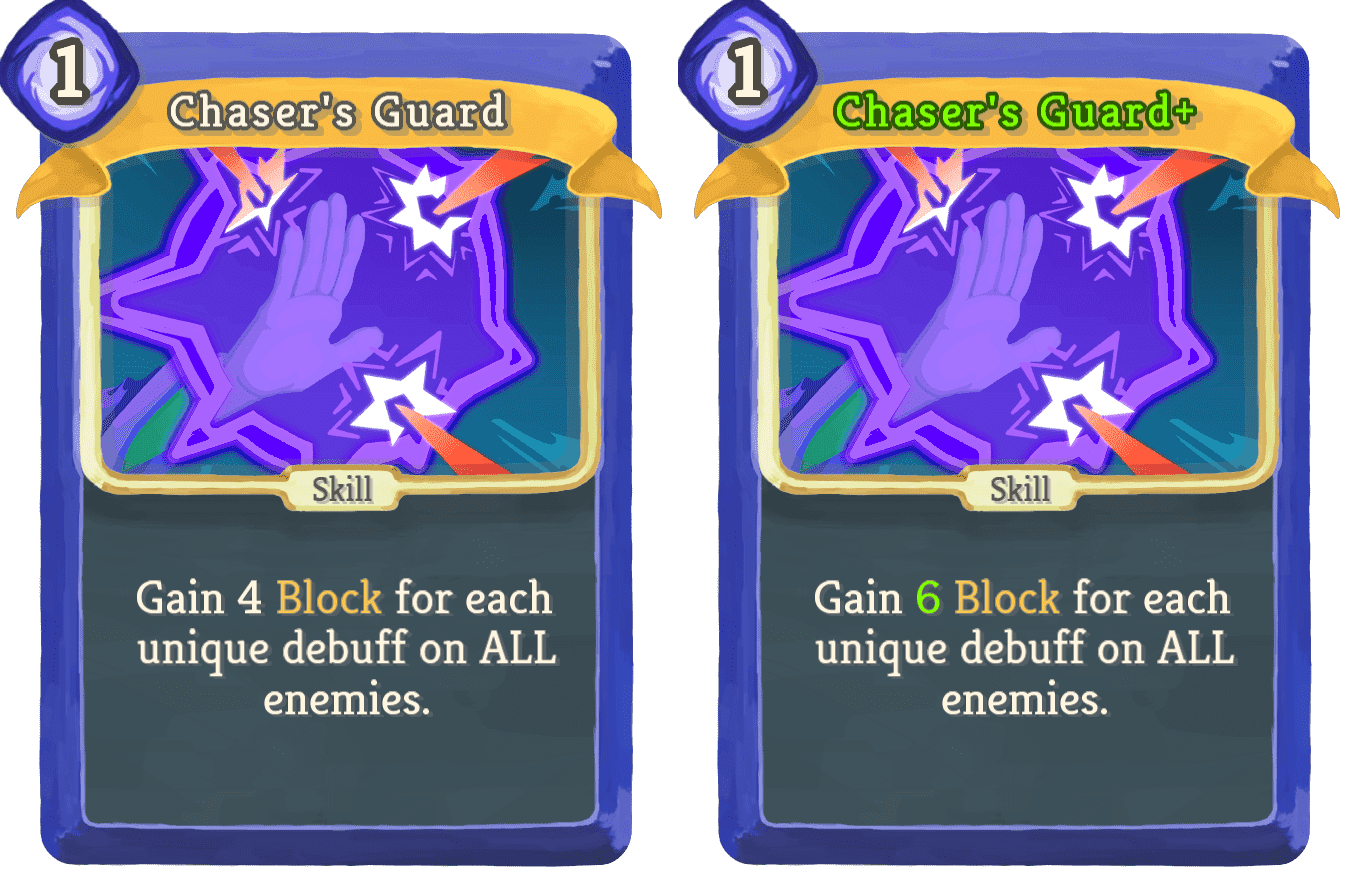 1
Chaser's Guard
Skill
Gain 4 Block for each
unique debuff on ALL
enemies.
1
Chaser's Guard+
Skill
Gain 6 Block for each
unique debuff on ALL
enemies.